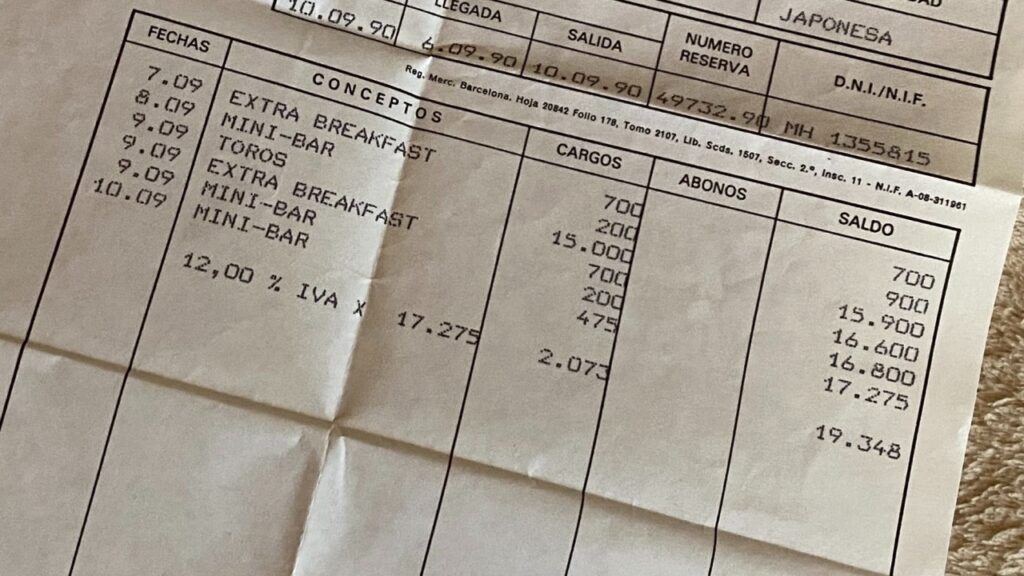 LLEGADA SALIDA NUMERO RESERVA D.N.I./N.I.F.
JAPONESA
10.09.90 6.09.90 10.09.90 49732.90 MH 1355815
Reg. Merc. Barcelona, Hoja 20842 Folio 178, Tomo 2107, Lib. Scda. 1507, Secc. 2.ª, Insc. 11 - N.I.F. A-08-311961
FECHAS CONCEPTOS CARGOS ABONOS SALDO
7.09 EXTRA BREAKFAST 700 700
8.09 MINI-BAR 200 900
9.09 TOROS 15.000 15.900
9.09 EXTRA BREAKFAST 700 16.600
9.09 MINI-BAR 200 16.800
10.09 MINI-BAR 475 17.275
12,00 % IVA X 17.275 2.073 19.348